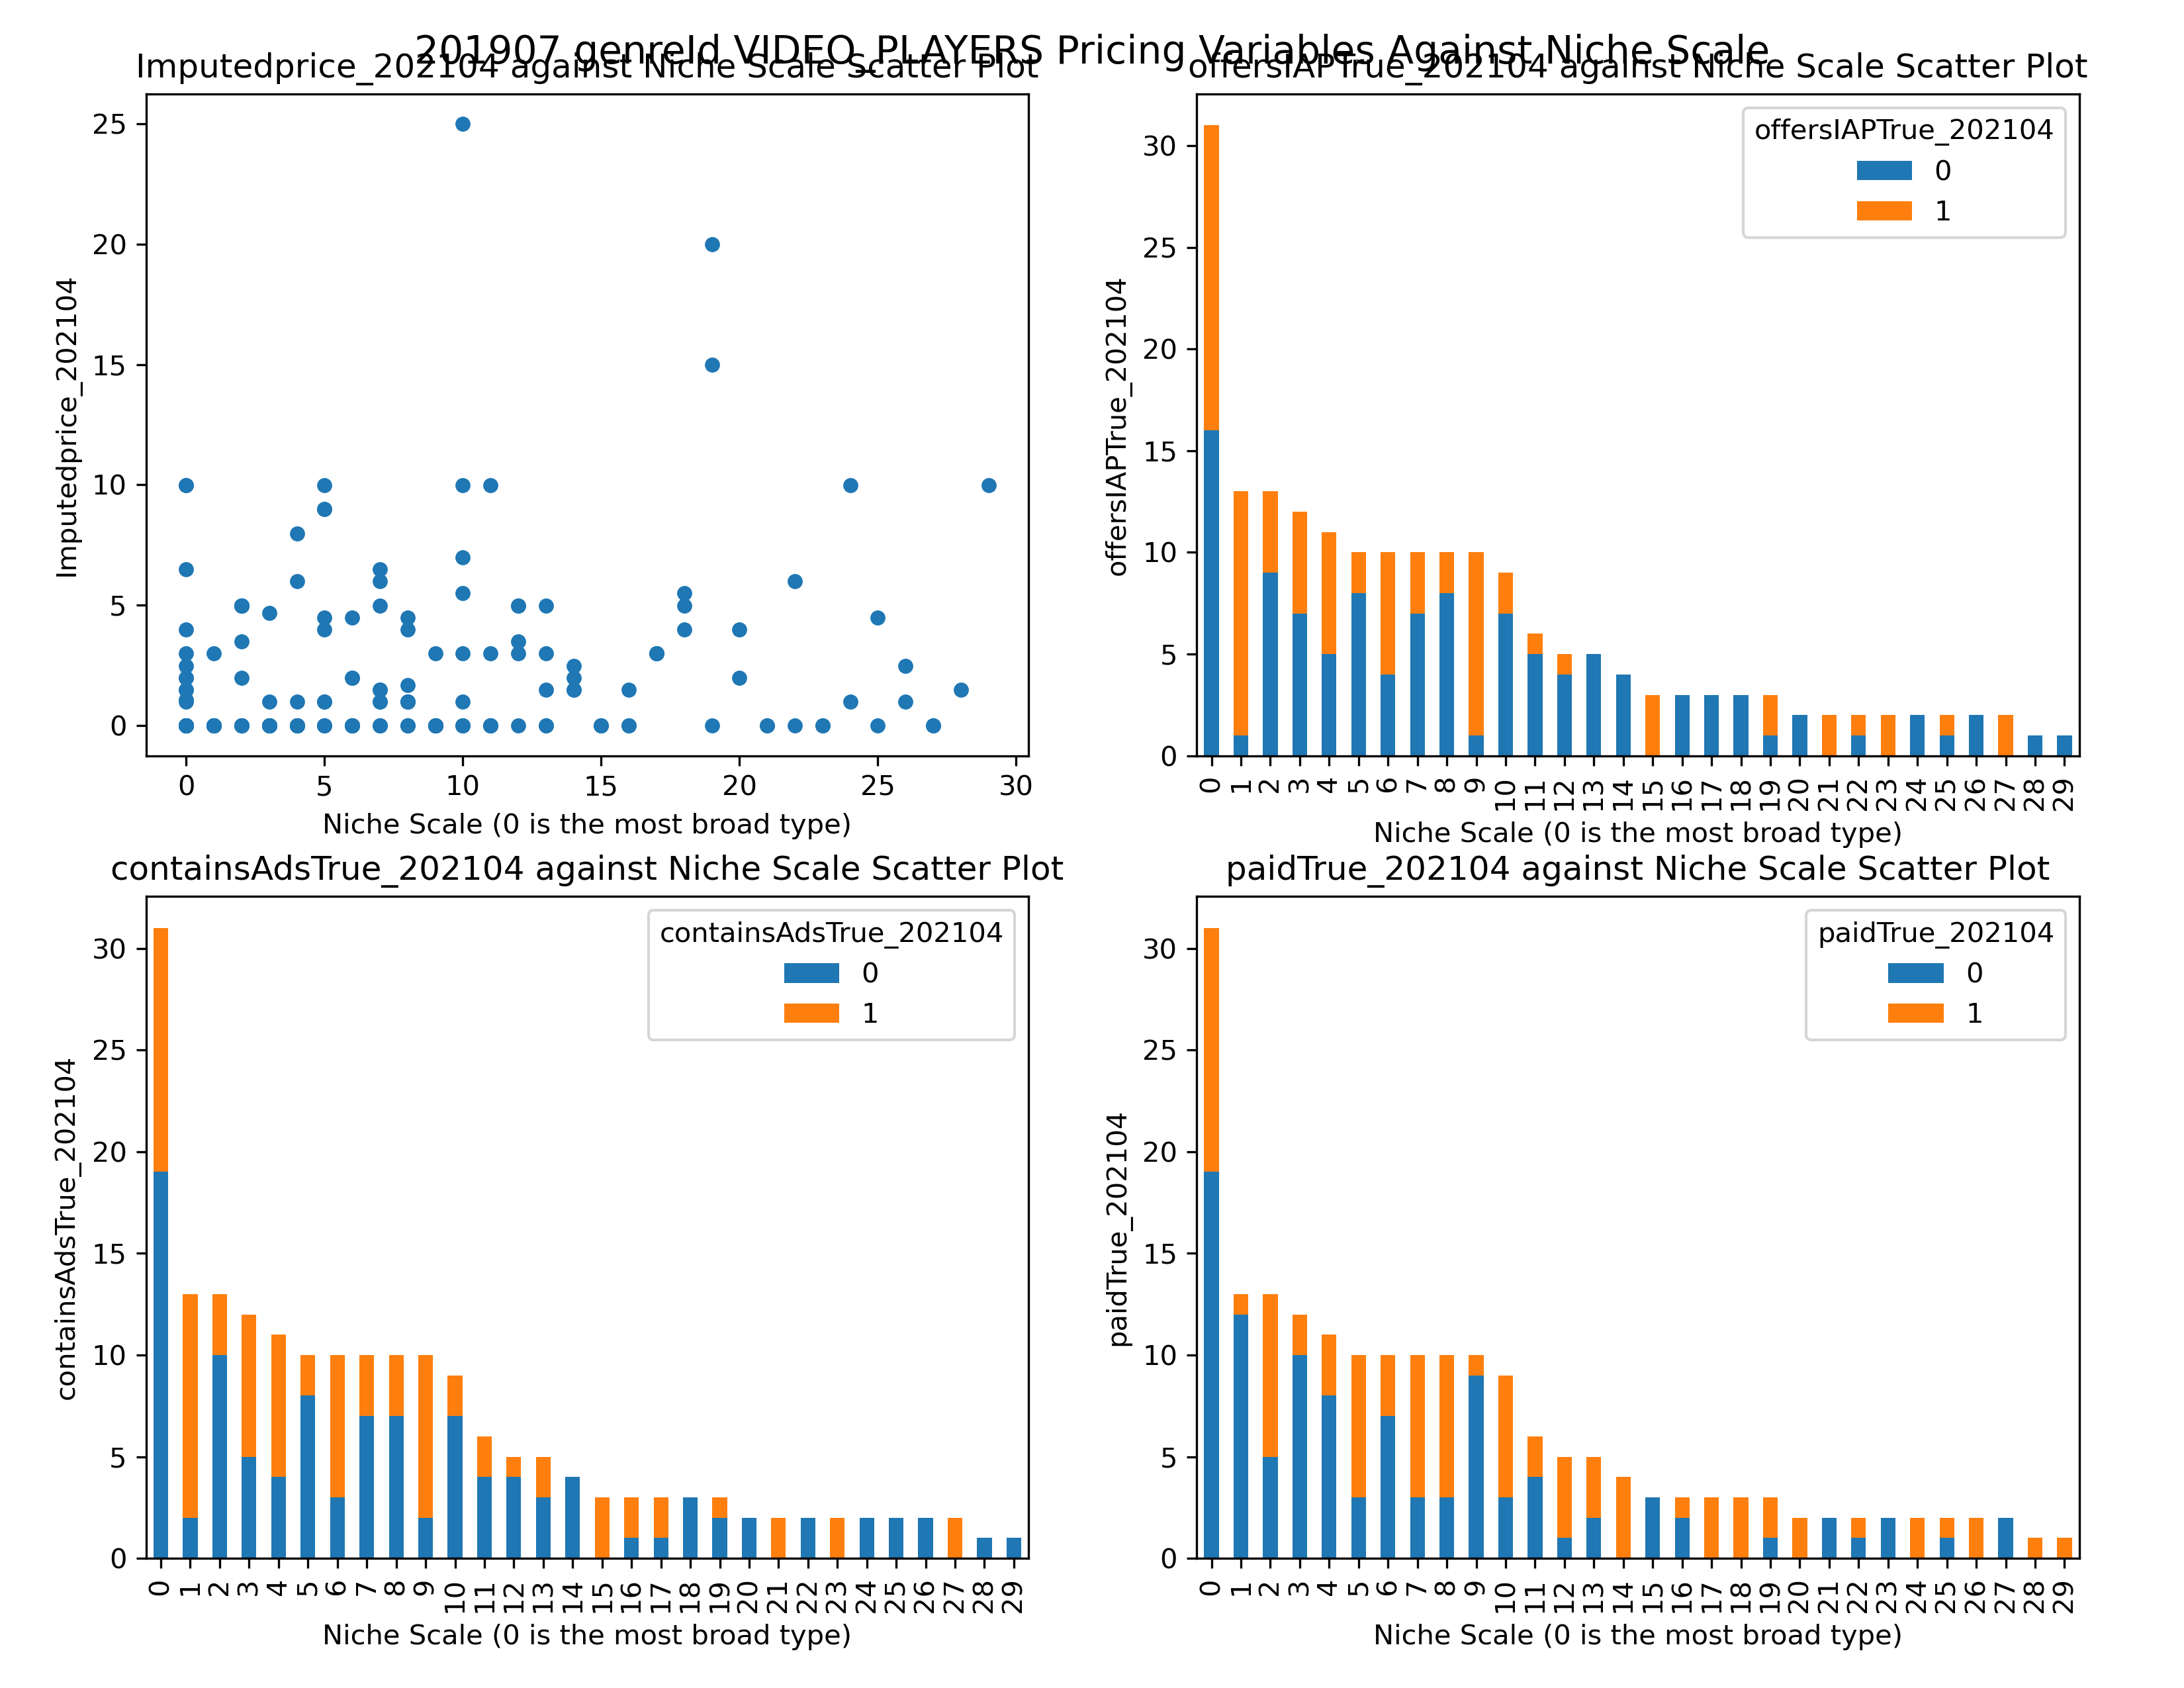 201907 genreId VIDEO_PLAYERS Pricing Variables Against Niche Scale
Imputedprice_202104 against Niche Scale Scatter Plot
25
20
15
10
5
0
Imputedprice_202104
0 5 10 15 20 25 30
Niche Scale (0 is the most broad type)
offersIAPTrue_202104 against Niche Scale Scatter Plot
offersIAPTrue_202104
0
1
30
25
20
15
10
5
0
offersIAPTrue_202104
0 1 2 3 4 5 6 7 8 9 10 11 12 13 14 15 16 17 18 19 20 21 22 23 24 25 26 27 28 29
Niche Scale (0 is the most broad type)
containsAdsTrue_202104 against Niche Scale Scatter Plot
containsAdsTrue_202104
0
1
30
25
20
15
10
5
0
containsAdsTrue_202104
0 1 2 3 4 5 6 7 8 9 10 11 12 13 14 15 16 17 18 19 20 21 22 23 24 25 26 27 28 29
Niche Scale (0 is the most broad type)
paidTrue_202104 against Niche Scale Scatter Plot
paidTrue_202104
0
1
30
25
20
15
10
5
0
paidTrue_202104
0 1 2 3 4 5 6 7 8 9 10 11 12 13 14 15 16 17 18 19 20 21 22 23 24 25 26 27 28 29
Niche Scale (0 is the most broad type)